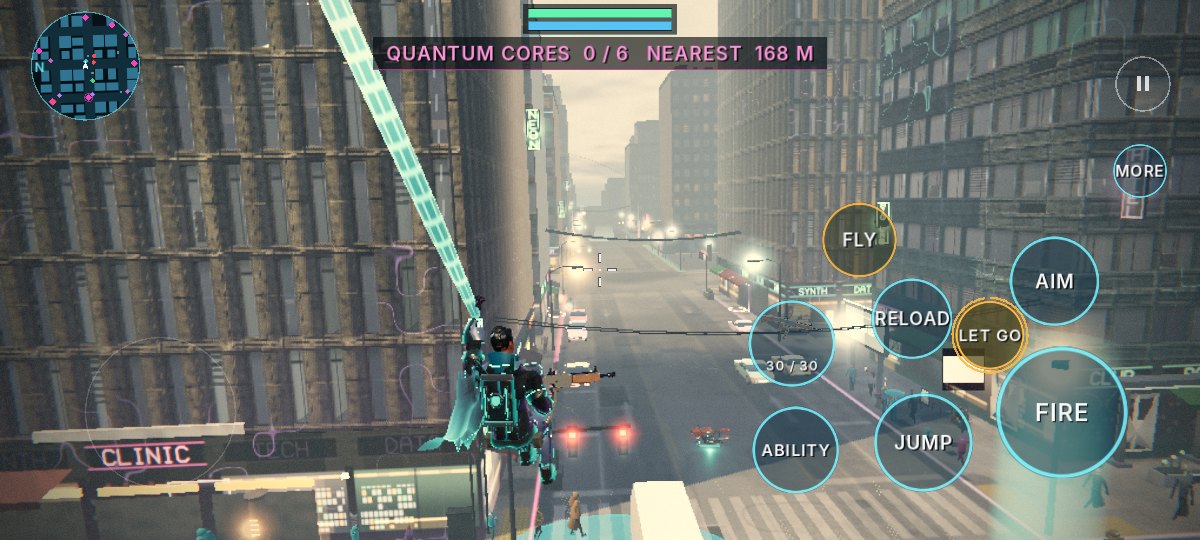 QUANTUM CORES 0 / 6 NEAREST 168 M
N
NEON
MORE
FLY
AIM
SYNTH DAT
RELOAD
LET GO
30 / 30
FIRE
JUMP
ABILITY
CLINIC